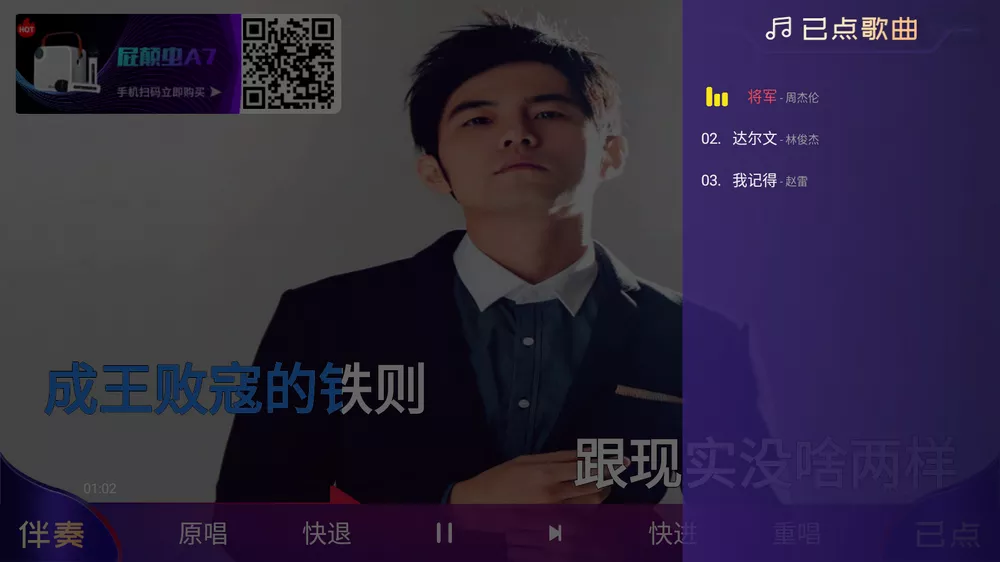 HOT
屁颠虫A7
手机扫码立即购买
已点歌曲
将军 - 周杰伦
02. 达尔文 - 林俊杰
03. 我记得 - 赵雷
成王败寇的铁则
跟现实没啥两样
01:02
伴奏
原唱
快退
快进
重唱
已点